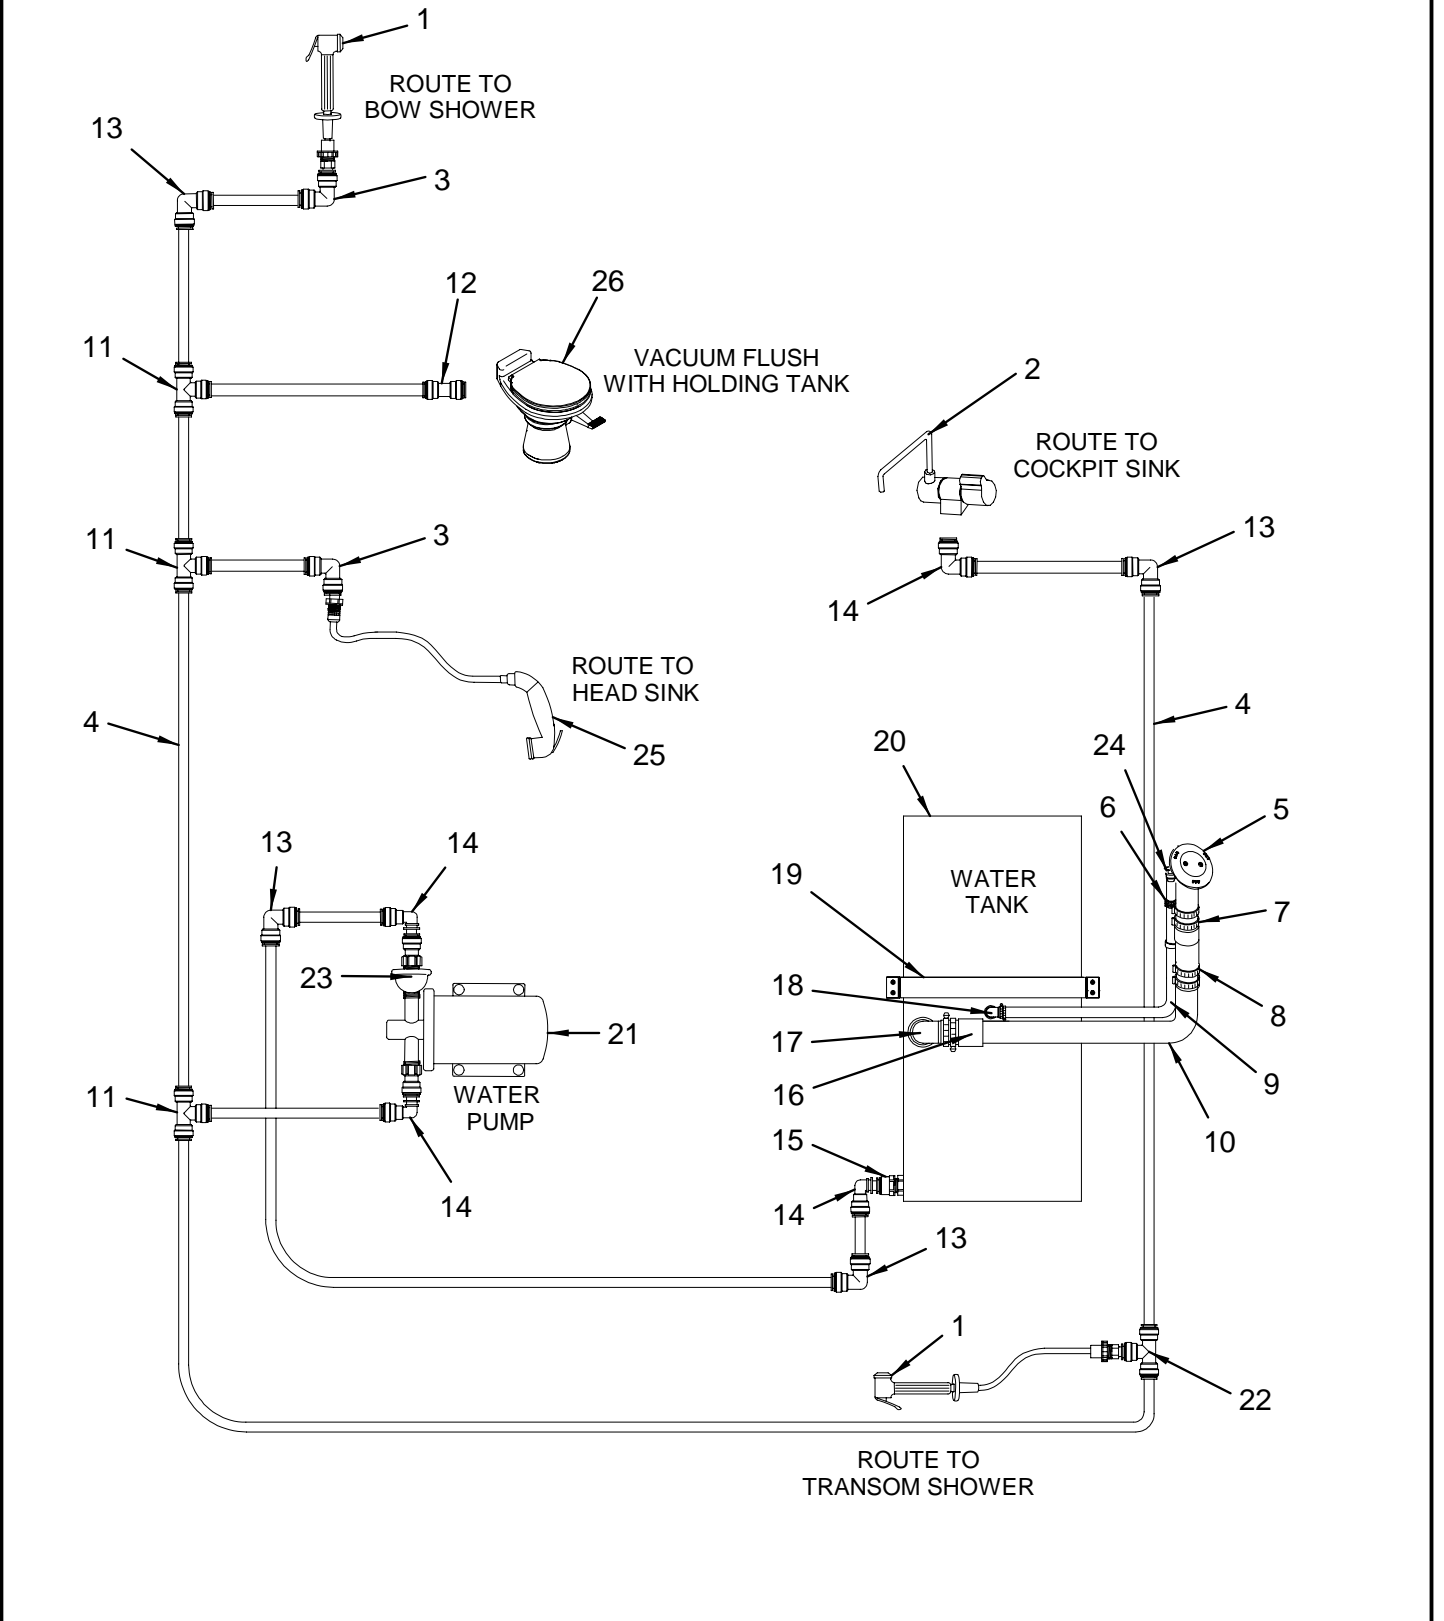 1
ROUTE TO
BOW SHOWER
13
3
12
26
11
VACUUM FLUSH
WITH HOLDING TANK
2
ROUTE TO
COCKPIT SINK
11
3
13
14
ROUTE TO
HEAD SINK
4
25
4
20
24
6
5
13
14
19
WATER
TANK
7
23
18
8
21
17
9
16
11
WATER
PUMP
10
15
14
14
13
1
22
ROUTE TO
TRANSOM SHOWER